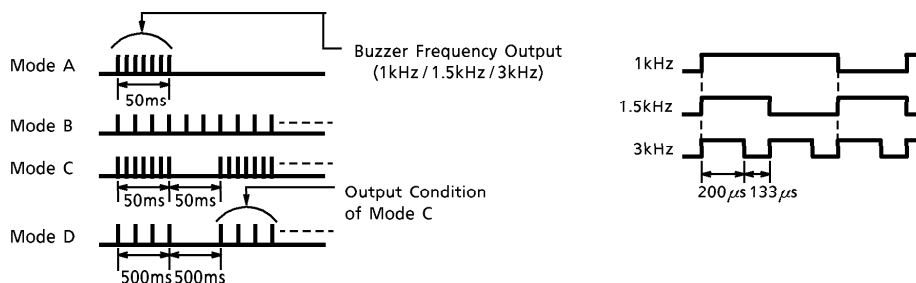 Mode A
50ms
Buzzer Frequency Output
(1kHz / 1.5kHz / 3kHz)
Mode B
Mode C
50ms 50ms
Output Condition
of Mode C
Mode D
500ms 500ms
1kHz
1.5kHz
3kHz
200μs 133μs